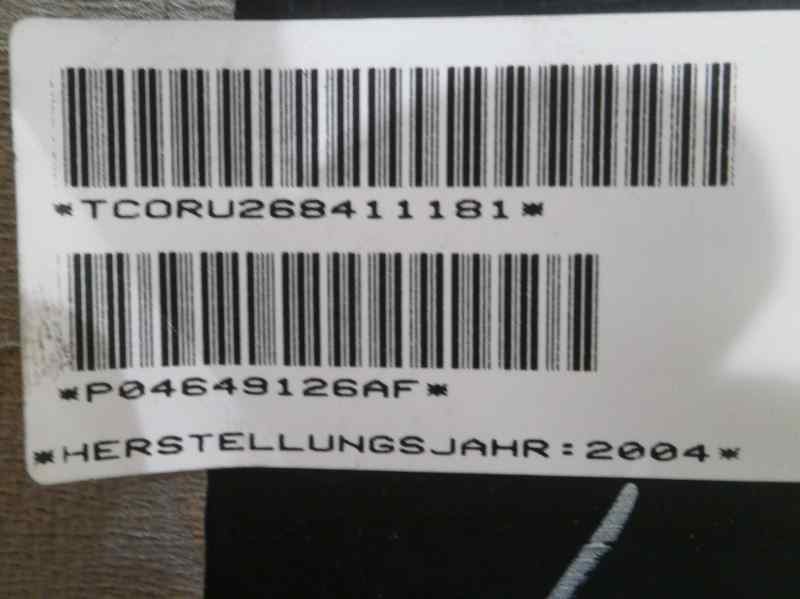 *TCORU268411181*
*P04649126AF*
*HERSTELLUNGSJAHR:2004*